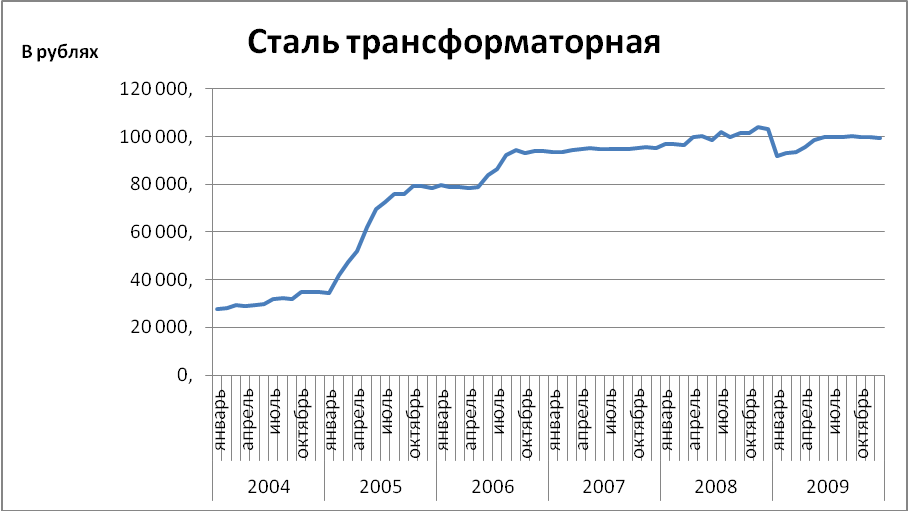 Сталь трансформаторная
В рублях
120 000,
100 000,
80 000,
60 000,
40 000,
20 000,
0,
январь апрель июль октябрь январь апрель июль октябрь январь апрель июль октябрь январь апрель июль октябрь январь апрель июль октябрь январь апрель июль октябрь
2004 2005 2006 2007 2008 2009